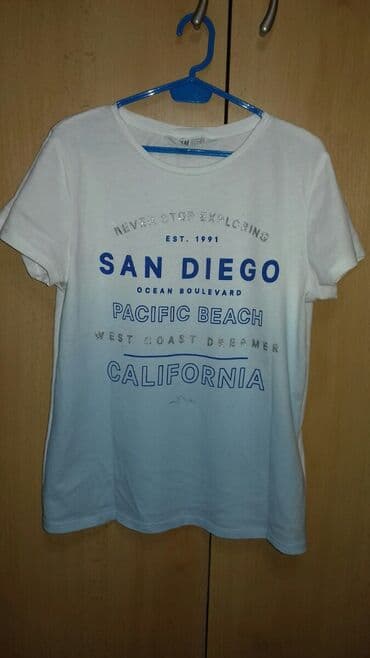 NEVER STOP EXPLORING
EST. 1991
SAN DIEGO
OCEAN BOULEVARD
PACIFIC BEACH
WEST COAST DREAMER
CALIFORNIA